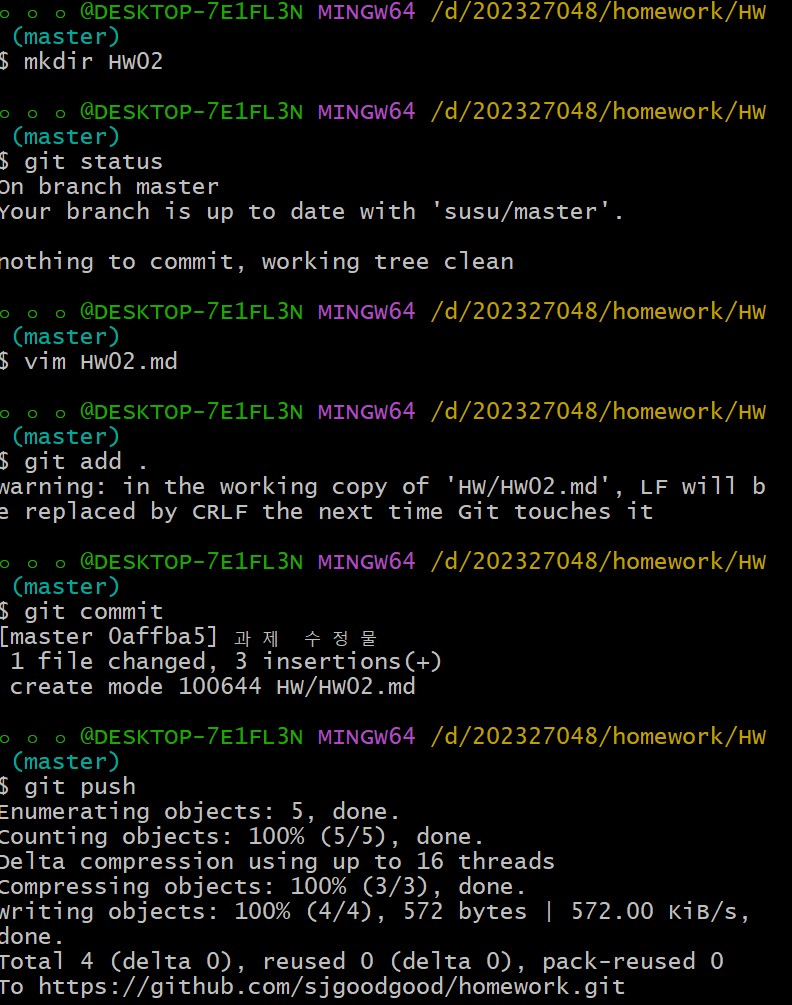 ㅇ ㅇ ㅇ @DESKTOP-7E1FL3N MINGW64 /d/202327048/homework/HW
(master)
$ mkdir HW02
ㅇ ㅇ ㅇ @DESKTOP-7E1FL3N MINGW64 /d/202327048/homework/HW
(master)
$ git status
On branch master
Your branch is up to date with 'susu/master'.
nothing to commit, working tree clean
ㅇ ㅇ ㅇ @DESKTOP-7E1FL3N MINGW64 /d/202327048/homework/HW
(master)
$ vim HW02.md
ㅇ ㅇ ㅇ @DESKTOP-7E1FL3N MINGW64 /d/202327048/homework/HW
(master)
$ git add .
warning: in the working copy of 'HW/HW02.md', LF will b
e replaced by CRLF the next time Git touches it
ㅇ ㅇ ㅇ @DESKTOP-7E1FL3N MINGW64 /d/202327048/homework/HW
(master)
$ git commit
[master 0affba5] 과제 수정물
1 file changed, 3 insertions(+)
create mode 100644 HW/HW02.md
ㅇ ㅇ ㅇ @DESKTOP-7E1FL3N MINGW64 /d/202327048/homework/HW
(master)
$ git push
Enumerating objects: 5, done.
Counting objects: 100% (5/5), done.
Delta compression using up to 16 threads
Compressing objects: 100% (3/3), done.
Writing objects: 100% (4/4), 572 bytes | 572.00 KiB/s,
done.
Total 4 (delta 0), reused 0 (delta 0), pack-reused 0
To https://github.com/sjgoodgood/homework.git